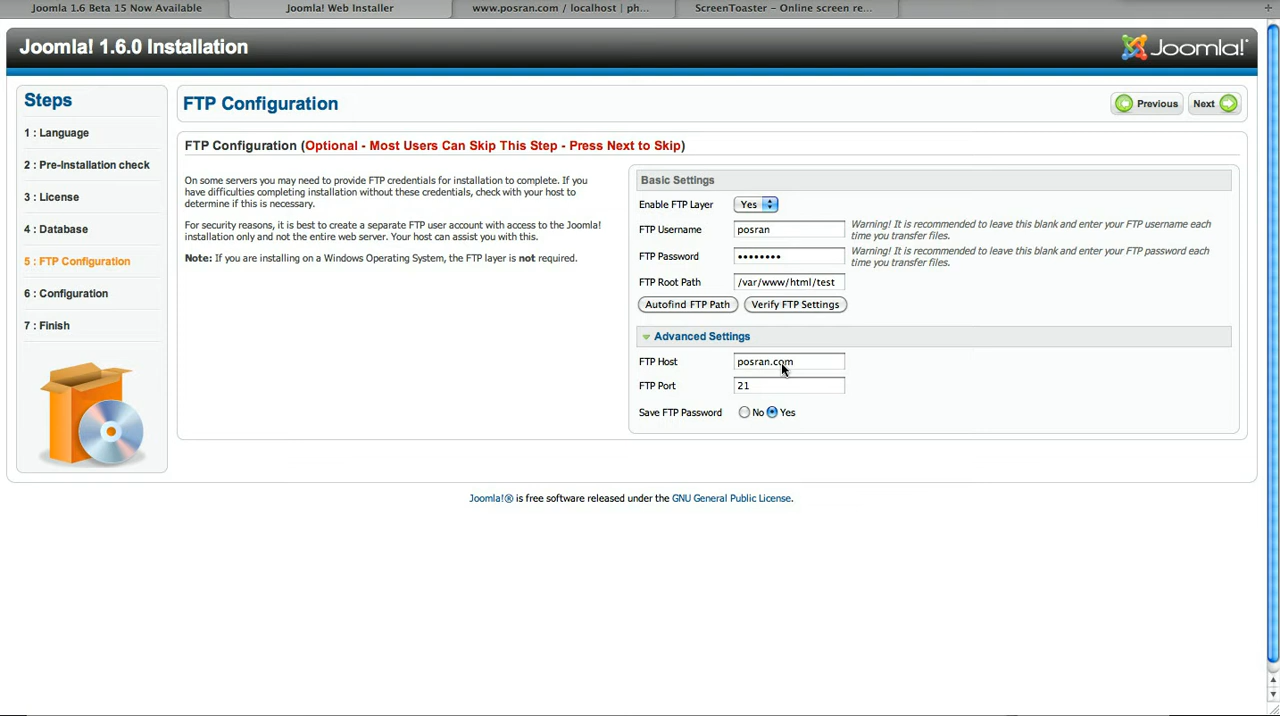 Joomla 1.6 Beta 15 Now Available
Joomla! Web Installer
www.posran.com / localhost | ph...
ScreenToaster - Online screen re...
Joomla! 1.6.0 Installation
Joomla!®
Steps
1 : Language
2 : Pre-Installation check
3 : License
4 : Database
5 : FTP Configuration
6 : Configuration
7 : Finish
FTP Configuration
Previous
Next
FTP Configuration (Optional - Most Users Can Skip This Step - Press Next to Skip)
On some servers you may need to provide FTP credentials for installation to complete. If you
have difficulties completing installation without these credentials, check with your host to
determine if this is necessary.
For security reasons, it is best to create a separate FTP user account with access to the Joomla!
installation only and not the entire web server. Your host can assist you with this.
Note: If you are installing on a Windows Operating System, the FTP layer is not required.
Basic Settings
Enable FTP Layer Yes
FTP Username posran Warning! It is recommended to leave this blank and enter your FTP username each
time you transfer files.
FTP Password •••••••• Warning! It is recommended to leave this blank and enter your FTP password each
time you transfer files.
FTP Root Path /var/www/html/test
Autofind FTP Path Verify FTP Settings
Advanced Settings
FTP Host posran.com
FTP Port 21
Save FTP Password No Yes
Joomla!® is free software released under the GNU General Public License.